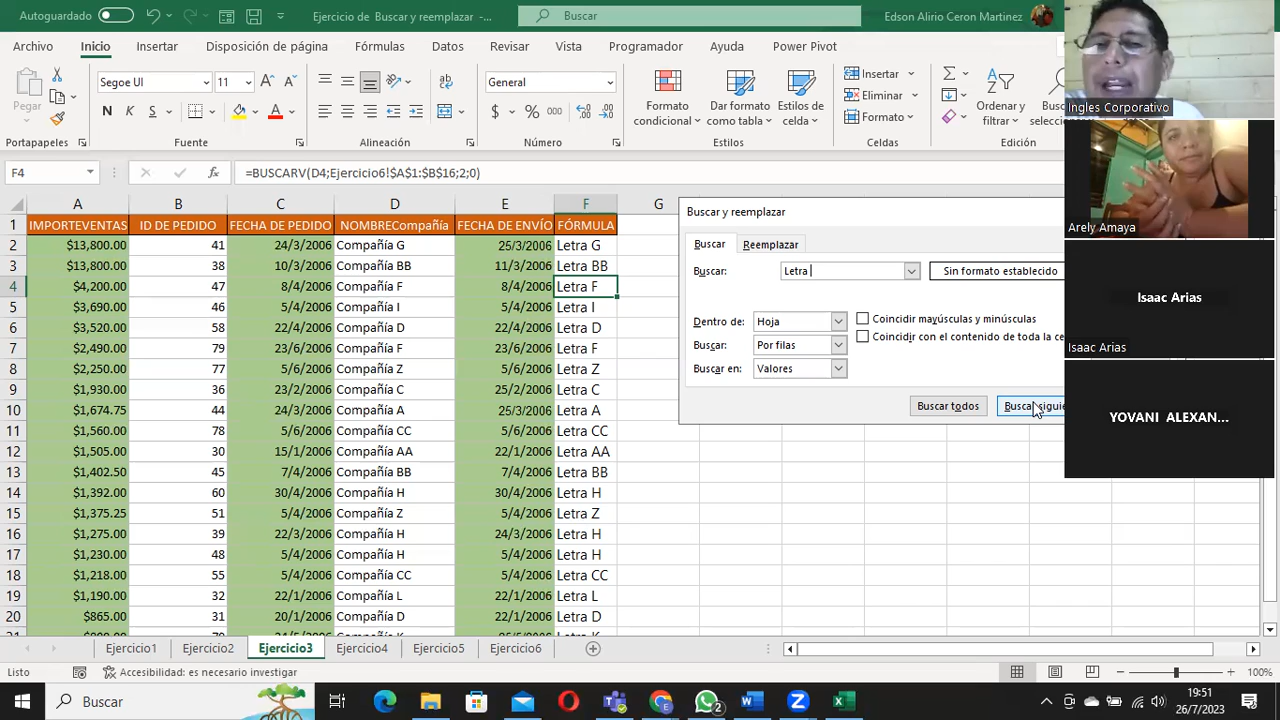 Autoguardado
Ejercicio de Buscar y reemplazar -...
Buscar
Edson Alirio Ceron Martinez
Archivo Inicio Insertar Disposición de página Fórmulas Datos Revisar Vista Programador Ayuda Power Pivot
Pegar
Segoe UI 11
N K S
General
$ % 000
Formato condicional
Dar formato como tabla
Estilos de celda
Insertar
Eliminar
Formato
Ordenar y filtrar
Portapapeles Fuente Alineación Número Estilos Celdas
F4 fx =BUSCARV(D4;Ejercicio6!$A$1:$B$16;2;0)
A B C D E F G
1 IMPORTEVENTAS ID DE PEDIDO FECHA DE PEDIDO NOMBRECompañía FECHA DE ENVÍO FÓRMULA
2 $13,800.00 41 24/3/2006 Compañía G 25/3/2006 Letra G
3 $13,800.00 38 10/3/2006 Compañía BB 11/3/2006 Letra BB
4 $4,200.00 47 8/4/2006 Compañía F 8/4/2006 Letra F
5 $3,690.00 46 5/4/2006 Compañía I 5/4/2006 Letra I
6 $3,520.00 58 22/4/2006 Compañía D 22/4/2006 Letra D
7 $2,490.00 79 23/6/2006 Compañía F 23/6/2006 Letra F
8 $2,250.00 77 5/6/2006 Compañía Z 5/6/2006 Letra Z
9 $1,930.00 36 23/2/2006 Compañía C 25/2/2006 Letra C
10 $1,674.75 44 24/3/2006 Compañía A 25/3/2006 Letra A
11 $1,560.00 78 5/6/2006 Compañía CC 5/6/2006 Letra CC
12 $1,505.00 30 15/1/2006 Compañía AA 22/1/2006 Letra AA
13 $1,402.50 45 7/4/2006 Compañía BB 7/4/2006 Letra BB
14 $1,392.00 60 30/4/2006 Compañía H 30/4/2006 Letra H
15 $1,375.25 51 5/4/2006 Compañía Z 5/4/2006 Letra Z
16 $1,275.00 39 22/3/2006 Compañía H 24/3/2006 Letra H
17 $1,230.00 48 5/4/2006 Compañía H 5/4/2006 Letra H
18 $1,218.00 55 5/4/2006 Compañía CC 5/4/2006 Letra CC
19 $1,190.00 32 22/1/2006 Compañía L 22/1/2006 Letra L
20 $865.00 31 20/1/2006 Compañía D 22/1/2006 Letra D
Buscar y reemplazar
Buscar Reemplazar
Buscar: Letra
Sin formato establecido
Dentro de: Hoja
Buscar: Por filas
Buscar en: Valores
Coincidir mayúsculas y minúsculas
Coincidir con el contenido de toda la ce
Buscar todos
Ingles Corporativo
Arely Amaya
Isaac Arias
Isaac Arias
YOVANI ALEXAN...
Ejercicio1 Ejercicio2 Ejercicio3 Ejercicio4 Ejercicio5 Ejercicio6
Listo
Accesibilidad: es necesario investigar
100%
Buscar
2
19:51
26/7/2023